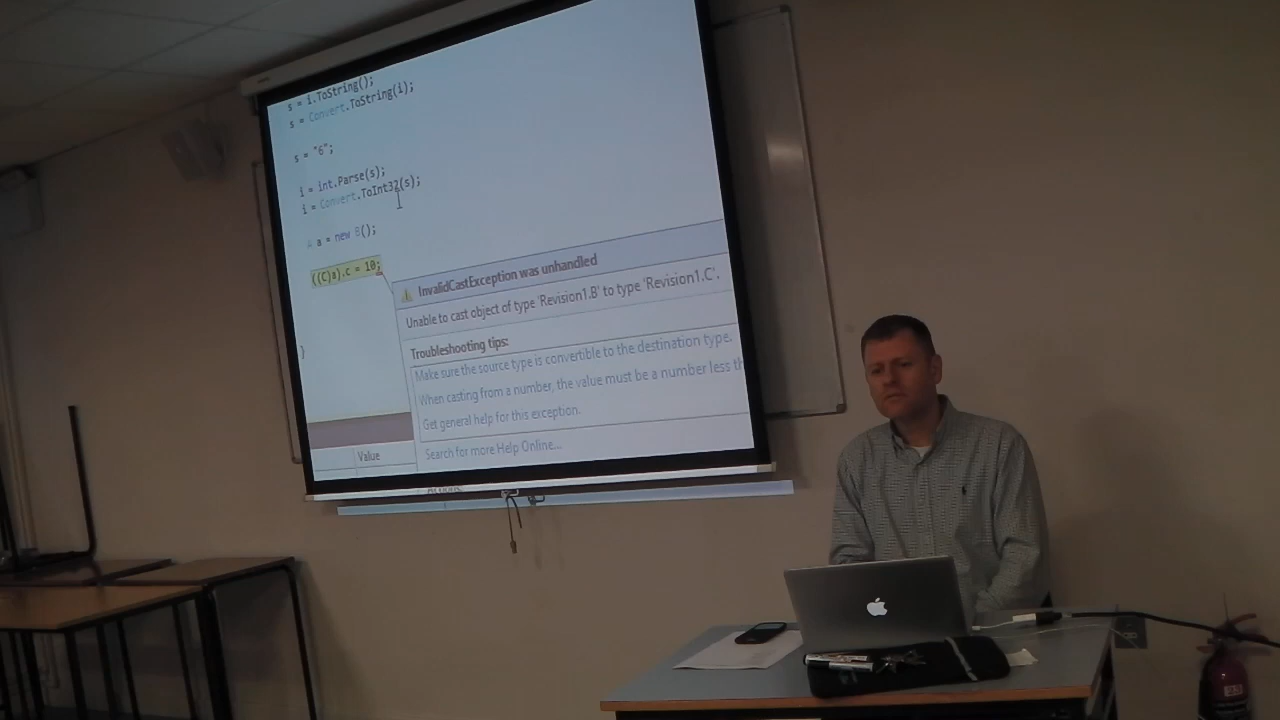 s = i.ToString();
s = Convert.ToString(i);
s = "6";
i = int.Parse(s);
i = Convert.ToInt32(s);
A a = new B();
((C)a).c = 10;
}
InvalidCastException was unhandled
Unable to cast object of type 'Revision1.B' to type 'Revision1.C'.
Troubleshooting tips:
Make sure the source type is convertible to the destination type.
When casting from a number, the value must be a number less th
Get general help for this exception.
Search for more Help Online...
Value